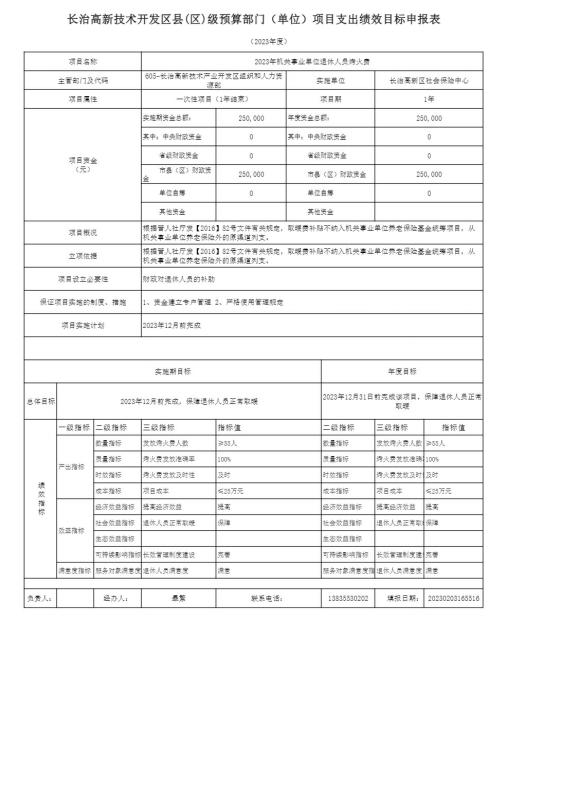 长治高新技术开发区县(区)级预算部门（单位）项目支出绩效目标申报表
（2023年度）
项目名称 2023年机关事业单位退休人员烤火费
主管部门及代码 605-长治高新技术产业开发区组织和人力资源部 实施单位 长治高新区社会保险中心
项目属性 一次性项目（1年结束） 项目期 1年
项目资金（元） 实施期资金总额： 250,000 年度资金总额： 250,000
其中：中央财政资金 0 其中：中央财政资金 0
省级财政资金 0 省级财政资金 0
市县（区）财政资金 250,000 市县（区）财政资金 250,000
单位自筹 0 单位自筹 0
其他资金 其他资金
项目概况 根据晋人社厅发【2016】82号文件有关规定，取暖费补贴不纳入机关事业单位养老保险基金统筹项目，从机关事业单位养老保险外的原渠道列支。
立项依据 根据晋人社厅发【2016】82号文件有关规定，取暖费补贴不纳入机关事业单位养老保险基金统筹项目，从机关事业单位养老保险外的原渠道列支。
项目设立必要性 财政对退休人员的补助
保证项目实施的制度、措施 1、资金建立专户管理 2、严格使用管理规定
项目实施计划 2023年12月前完成
实施期目标 年度目标
总体目标 2023年12月前完成，保障退休人员正常取暖 2023年12月31日前完成该项目，保障退休人员正常取暖
绩效指标 一级指标 二级指标 三级指标 指标值 二级指标 三级指标 指标值
产出指标 数量指标 发放烤火费人数 ≥55人 数量指标 发放烤火费人数 ≥55人
质量指标 烤火费发放准确率 100% 质量指标 烤火费发放准确 100%
时效指标 烤火费发放及时性 及时 时效指标 烤火费发放及时 及时
成本指标 项目成本 ≤25万元 成本指标 项目成本 ≤25万元
效益指标 经济效益指标 提高经济效益 提高 经济效益指标 提高经济效益 提高
社会效益指标 退休人员正常取暖 保障 社会效益指标 退休人员正常取 保障
生态效益指标 生态效益指标
可持续影响指标 长效管理制度建设 完善 可持续影响指标 长效管理制度建 完善
满意度指标 服务对象满意度 退休人员满意度 满意 服务对象满意度指 退休人员满意度 满意
负责人： 经办人： 晏繁 联系电话： 13835530202 填报日期： 20230203165516